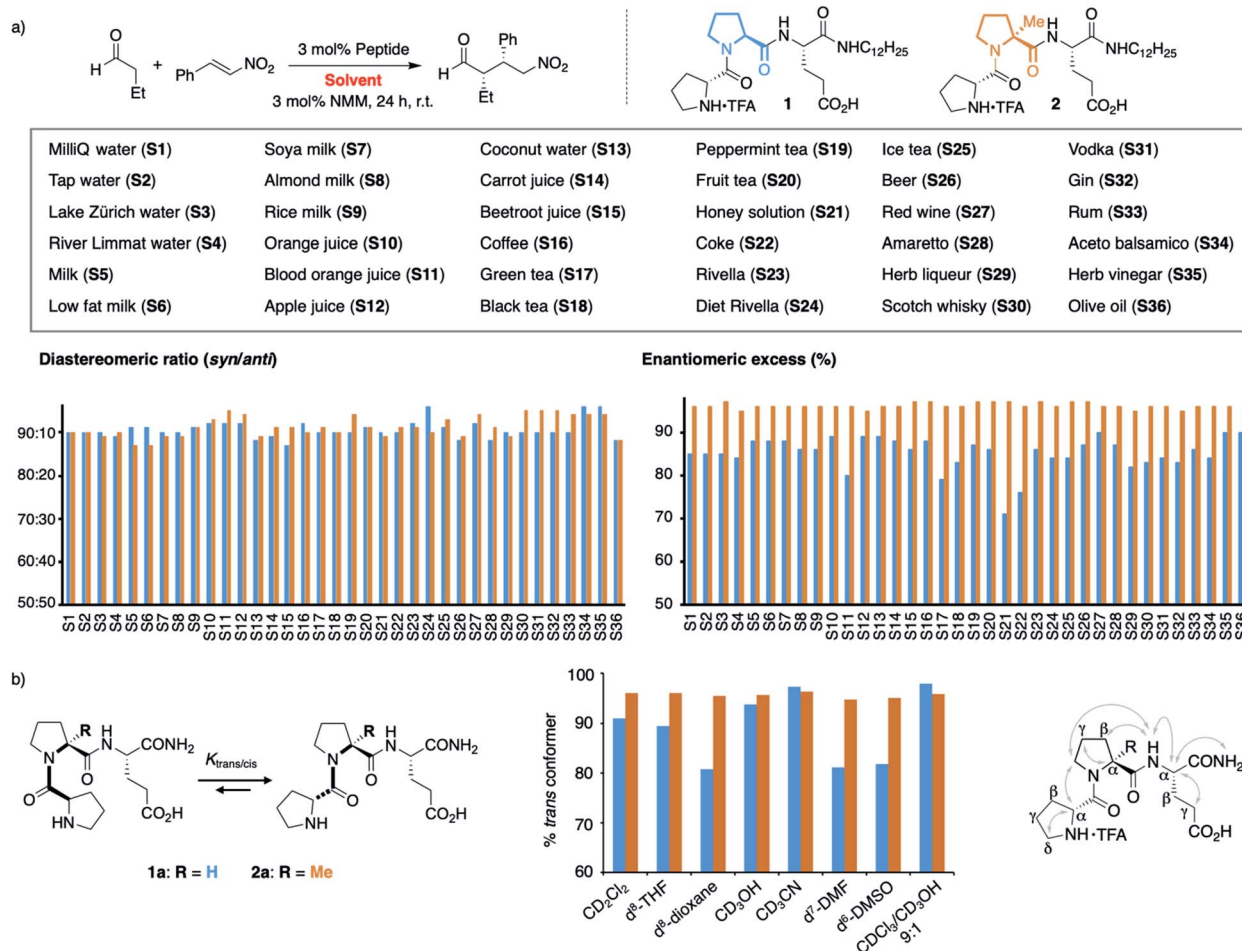 a)
H
O
Et
+
Ph
NO2
3 mol% Peptide
Solvent
3 mol% NMM, 24 h, r.t.
O
Ph
H
NO2
Et
N
O
H
N
O
NHC12H25
O
NH•TFA
1
CO2H
Me
N
O
H
N
O
NHC12H25
O
NH•TFA
2
CO2H
MilliQ water (S1) Soya milk (S7) Coconut water (S13) Peppermint tea (S19) Ice tea (S25) Vodka (S31)
Tap water (S2) Almond milk (S8) Carrot juice (S14) Fruit tea (S20) Beer (S26) Gin (S32)
Lake Zürich water (S3) Rice milk (S9) Beetroot juice (S15) Honey solution (S21) Red wine (S27) Rum (S33)
River Limmat water (S4) Orange juice (S10) Coffee (S16) Coke (S22) Amaretto (S28) Aceto balsamico (S34)
Milk (S5) Blood orange juice (S11) Green tea (S17) Rivella (S23) Herb liqueur (S29) Herb vinegar (S35)
Low fat milk (S6) Apple juice (S12) Black tea (S18) Diet Rivella (S24) Scotch whisky (S30) Olive oil (S36)
Diastereomeric ratio (syn/anti)
90:10
80:20
70:30
60:40
50:50
S1 S2 S3 S4 S5 S6 S7 S8 S9 S10 S11 S12 S13 S14 S15 S16 S17 S18 S19 S20 S21 S22 S23 S24 S25 S26 S27 S28 S29 S30 S31 S32 S33 S34 S35 S36
Enantiomeric excess (%)
90
80
70
60
50
S1 S2 S3 S4 S5 S6 S7 S8 S9 S10 S11 S12 S13 S14 S15 S16 S17 S18 S19 S20 S21 S22 S23 S24 S25 S26 S27 S28 S29 S30 S31 S32 S33 S34 S35 S36
b)
R
H
N
CONH2
N
O
O
CO2H
NH
Ktrans/cis
R
H
N
CONH2
N
O
O
CO2H
NH
1a: R = H
2a: R = Me
% trans conformer
100
90
80
70
60
CD2Cl2
d8-THF
d8-dioxane
CD3OH
CD3CN
d7-DMF
d6-DMSO
CDCl3/CD3OH
9:1
γ
β
R
H
N
CONH2
N
α
O
α
β
γ
CO2H
β
O
γ
α
NH•TFA
δ